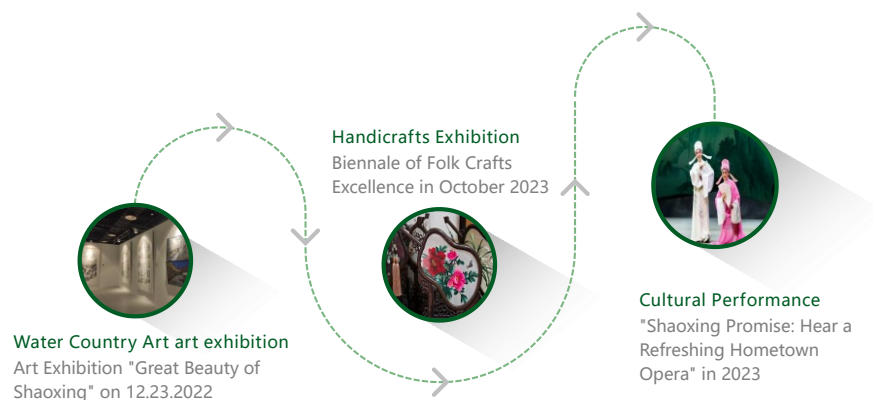 Handicrafts Exhibition
Biennale of Folk Crafts
Excellence in October 2023
Cultural Performance
"Shaoxing Promise: Hear a
Refreshing Hometown
Opera" in 2023
Water Country Art art exhibition
Art Exhibition "Great Beauty of
Shaoxing" on 12.23.2022